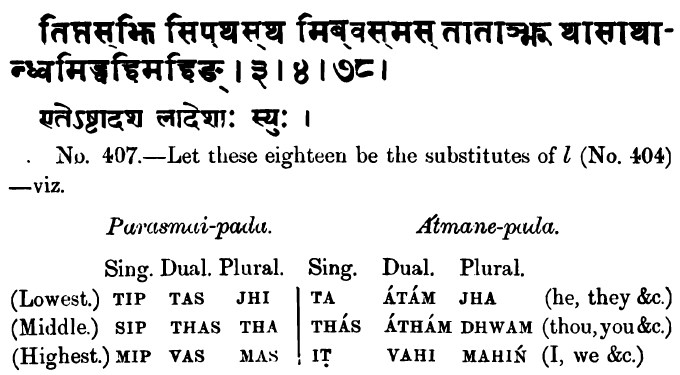 तिप्तस्झि सिप्थस्थ मिब्वस्मस् ताताञ्झ थासाथा-
न्ध्वमिड्वहिमहिङ् । ३ । ४ । ७८ ।
एतेऽष्टादश लादेशाः स्युः ।
No. 407.—Let these eighteen be the substitutes of l (No. 404)
—viz.
Parasmai-pada. Átmane-pada.
Sing. Dual. Plural. Sing. Dual. Plural.
(Lowest.) TIP TAS JHI TA ÁTÁM JHA (he, they &c.)
(Middle.) SIP THAS THA THÁS ÁTHÁM DHWAM (thou, you &c.)
(Highest.) MIP VAS MAS IṬ VAHI MAHIŃ (I, we &c.)